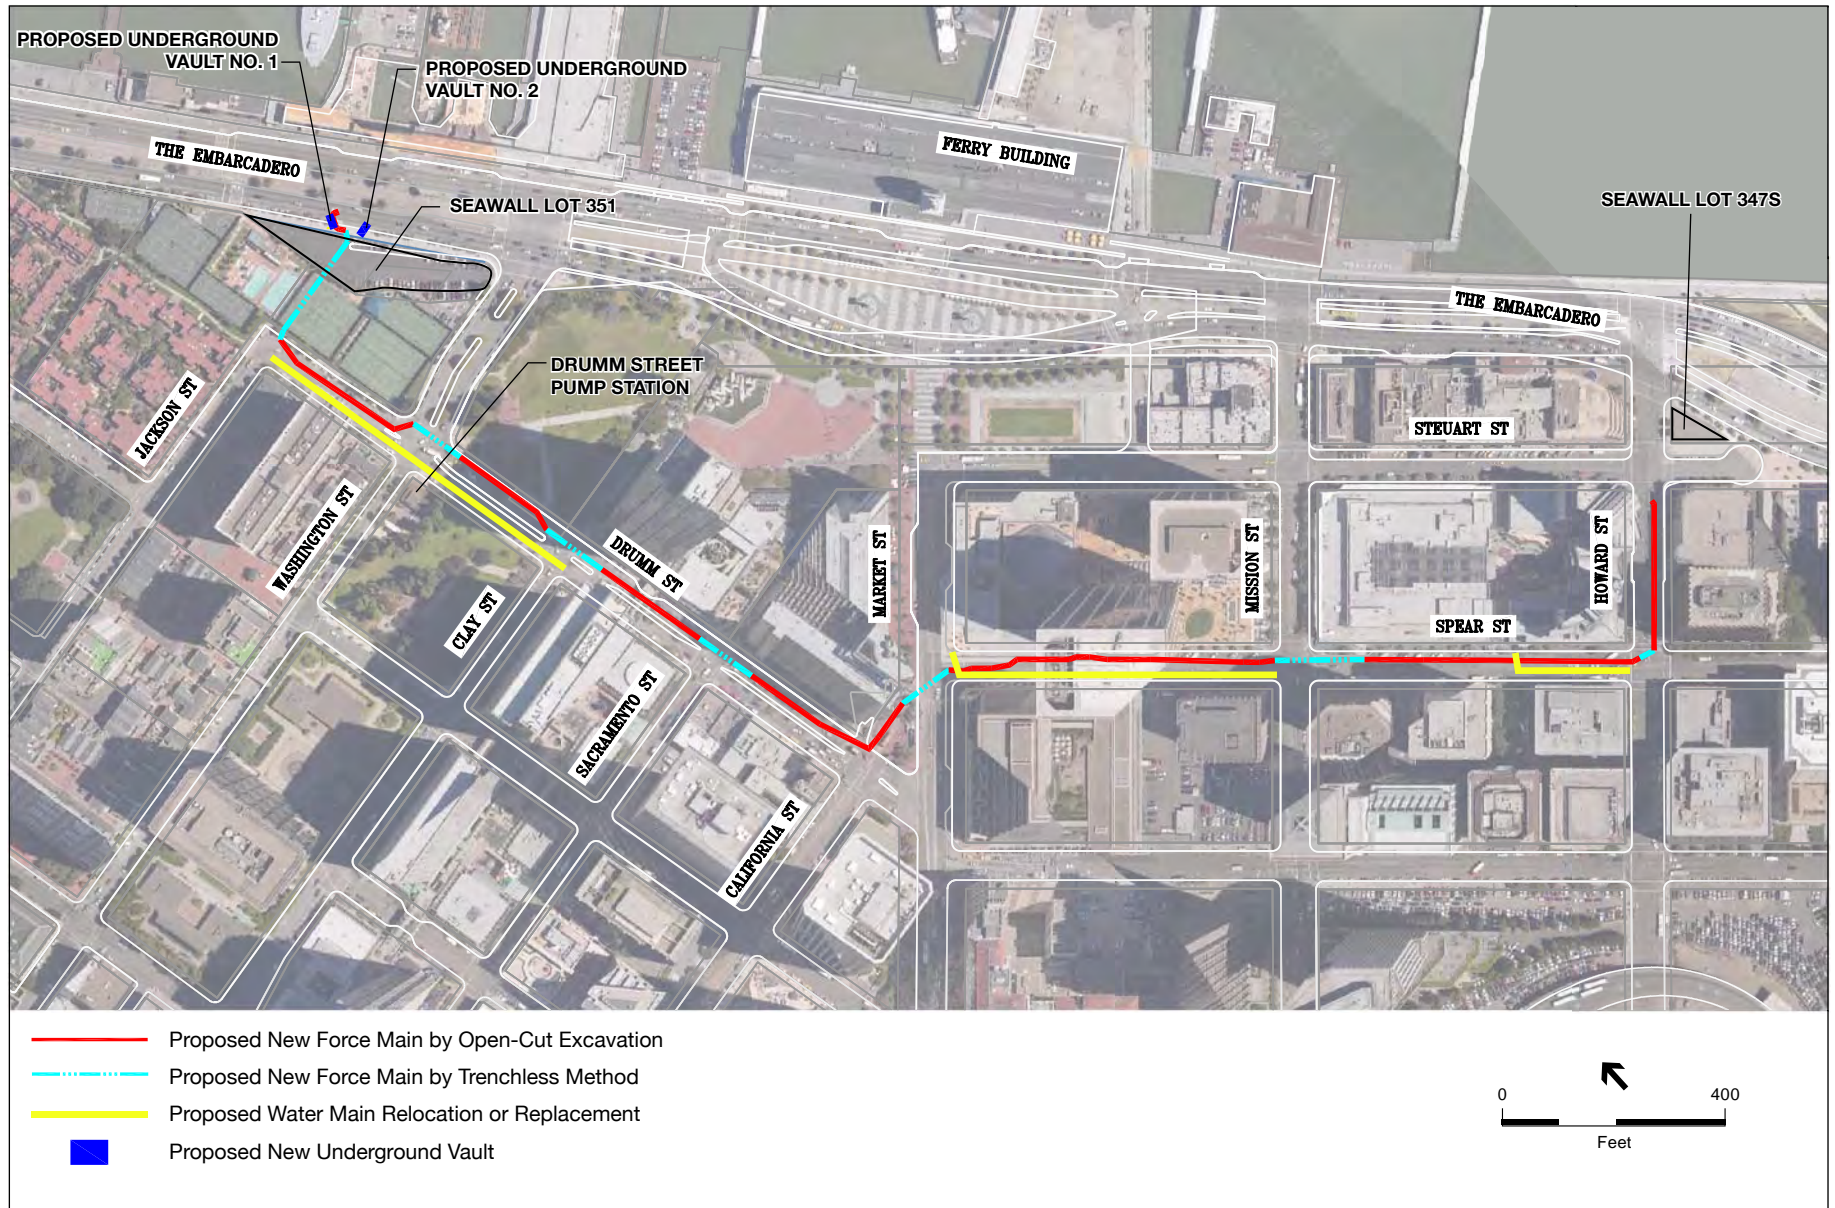 PROPOSED UNDERGROUND
VAULT NO. 1
PROPOSED UNDERGROUND
VAULT NO. 2
THE EMBARCADERO
FERRY BUILDING
SEAWALL LOT 351
SEAWALL LOT 347S
THE EMBARCADERO
DRUMM STREET
PUMP STATION
JACKSON ST
STEUART ST
WASHINGTON ST
DRUMM ST
MARKET ST
MISSION ST
HOWARD ST
CLAY ST
SPEAR ST
SACRAMENTO ST
CALIFORNIA ST
Proposed New Force Main by Open-Cut Excavation
Proposed New Force Main by Trenchless Method
Proposed Water Main Relocation or Replacement
Proposed New Underground Vault
0 400
Feet